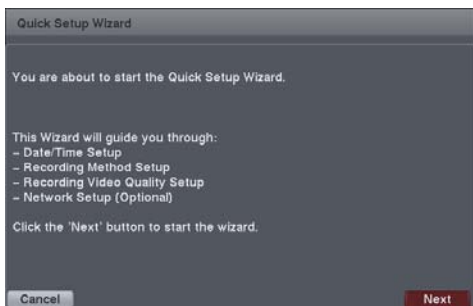 Quick Setup Wizard
You are about to start the Quick Setup Wizard.
This Wizard will guide you through:
– Date/Time Setup
– Recording Method Setup
– Recording Video Quality Setup
– Network Setup (Optional)
Click the 'Next' button to start the wizard.
Cancel Next